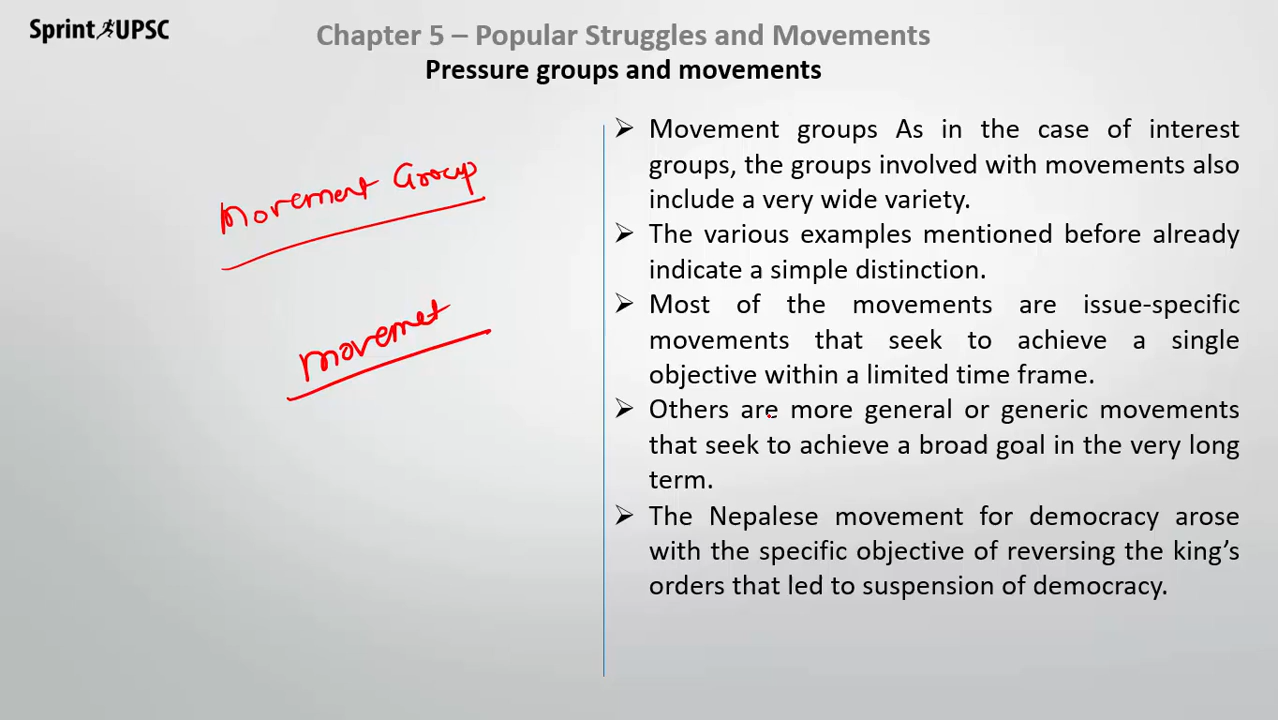 Sprint UPSC
Chapter 5 – Popular Struggles and Movements
Pressure groups and movements
Movement Group
movemet
➢ Movement groups As in the case of interest
groups, the groups involved with movements also
include a very wide variety.
➢ The various examples mentioned before already
indicate a simple distinction.
➢ Most of the movements are issue-specific
movements that seek to achieve a single
objective within a limited time frame.
➢ Others are more general or generic movements
that seek to achieve a broad goal in the very long
term.
➢ The Nepalese movement for democracy arose
with the specific objective of reversing the king’s
orders that led to suspension of democracy.